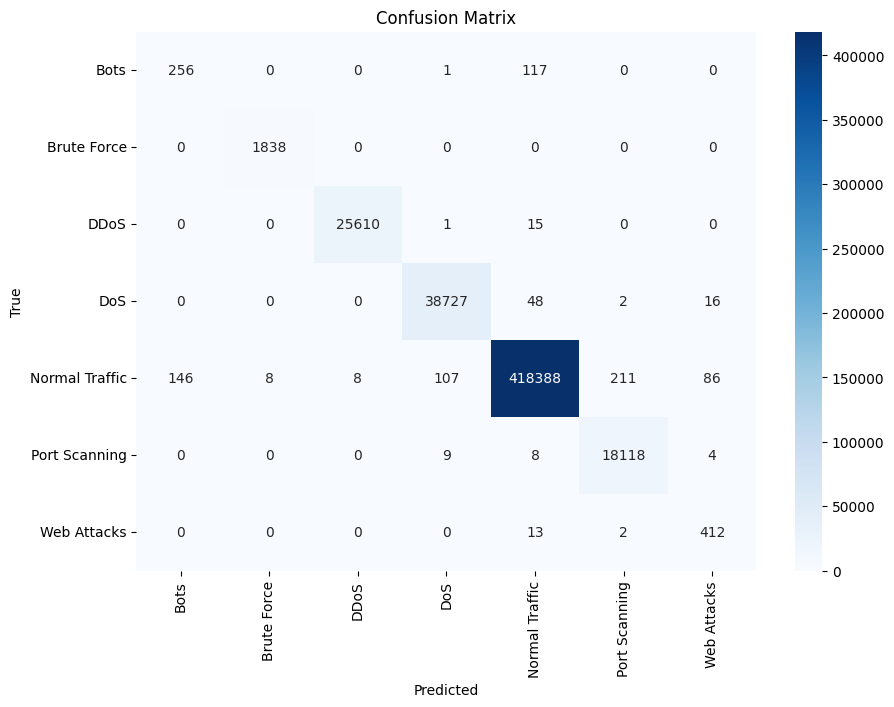 Confusion Matrix
True
Bots 256 0 0 1 117 0 0
Brute Force 0 1838 0 0 0 0 0
DDoS 0 0 25610 1 15 0 0
DoS 0 0 0 38727 48 2 16
Normal Traffic 146 8 8 107 418388 211 86
Port Scanning 0 0 0 9 8 18118 4
Web Attacks 0 0 0 0 13 2 412
Bots Brute Force DDoS DoS Normal Traffic Port Scanning Web Attacks
Predicted
400000
350000
300000
250000
200000
150000
100000
50000
0